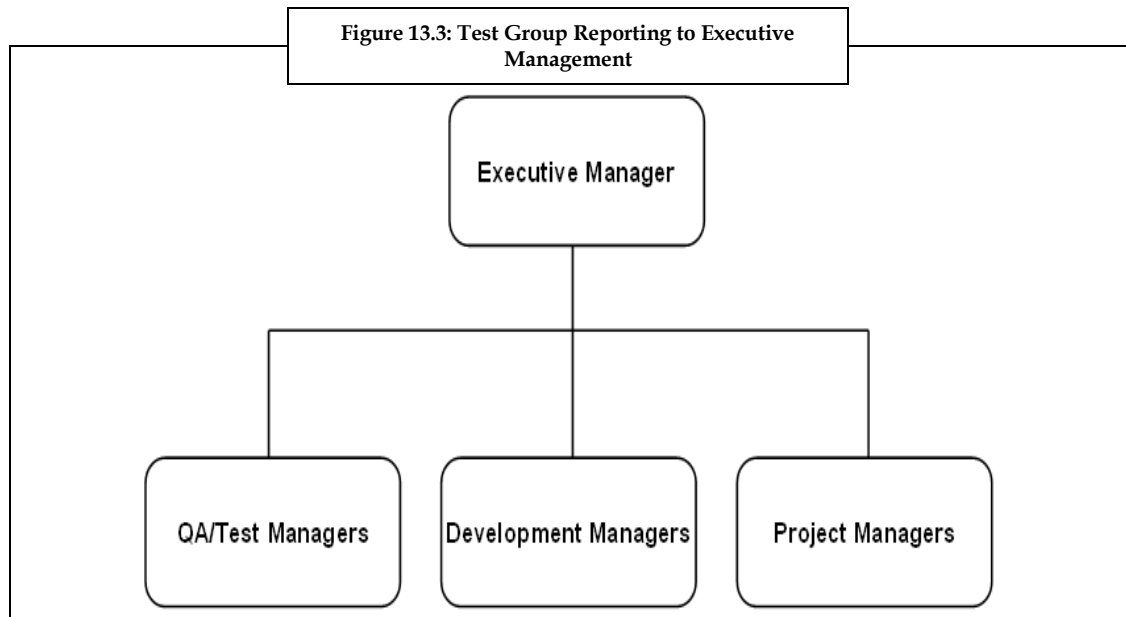 Figure 13.3: Test Group Reporting to Executive
Management
Executive Manager
QA/Test Managers
Development Managers
Project Managers